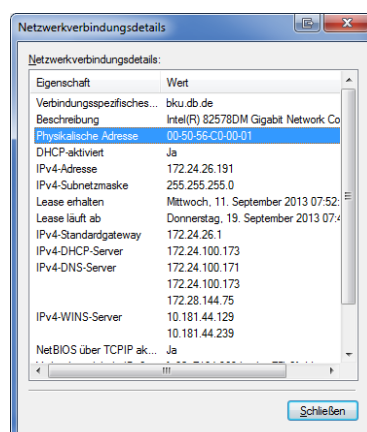 Netzwerkverbindungsdetails
Netzwerkverbindungsdetails:
Eigenschaft Wert
Verbindungsspezifisches... bku.db.de
Beschreibung Intel(R) 82578DM Gigabit Network Co
Physikalische Adresse 00-50-56-C0-00-01
DHCP-aktiviert Ja
IPv4-Adresse 172.24.26.191
IPv4-Subnetzmaske 255.255.255.0
Lease erhalten Mittwoch, 11. September 2013 07:52:
Lease läuft ab Donnerstag, 19. September 2013 07:4
IPv4-Standardgateway 172.24.26.1
IPv4-DHCP-Server 172.24.100.173
IPv4-DNS-Server 172.24.100.171
172.24.100.173
172.28.144.75
IPv4-WINS-Server 10.181.44.129
10.181.44.239
NetBIOS über TCPIP ak... Ja
Schließen